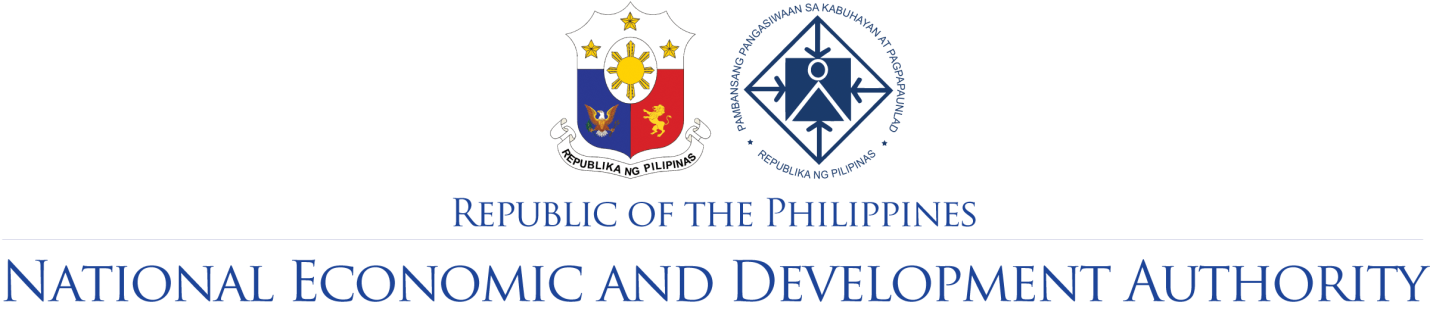 REPUBLIKA NG PILIPINAS
PAMBANSANG PANGASIWAAN SA KABUHAYAN AT PAGPAPAUNLAD
REPUBLIKA NG PILIPINAS
REPUBLIC OF THE PHILIPPINES
NATIONAL ECONOMIC AND DEVELOPMENT AUTHORITY